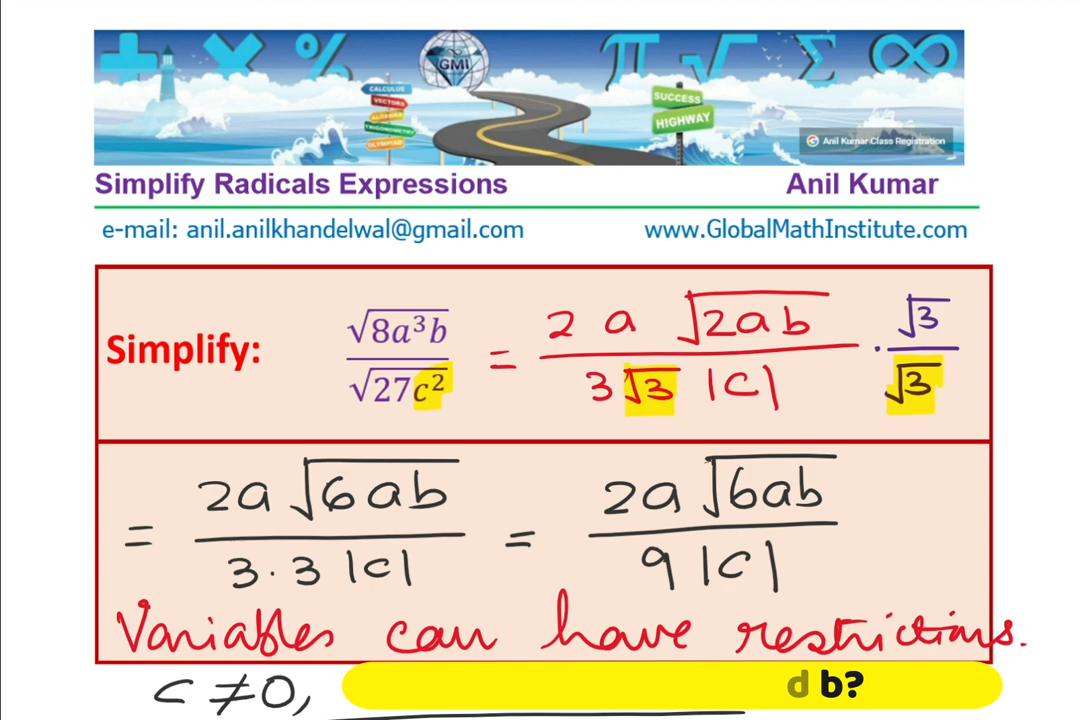 GMI
CALCULUS
VECTORS
ALGEBRA
TRIGONOMETRY
OLYMPIAD
SUCCESS
HIGHWAY
Anil Kumar Class Registration
Simplify Radicals Expressions Anil Kumar
e-mail: anil.anilkhandelwal@gmail.com www.GlobalMathInstitute.com
Simplify: √(8a³b) / √(27c²) = 2 a √(2ab) / 3√3 |c| · √3 / √3
= 2a √(6ab) / 3·3 |c| = 2a √(6ab) / 9 |c|
Variables can have restrictions.
c ≠ 0, d b?